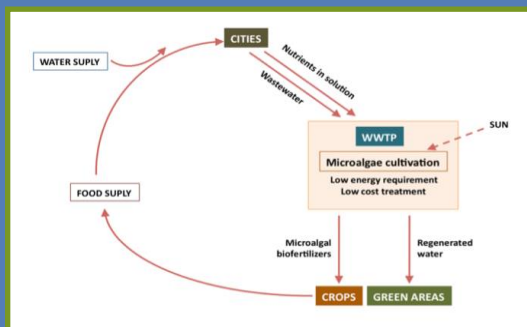 CITIES
WATER SUPLY
Nutrients in solution
Wastewater
SUN
WWTP
Microalgae cultivation
Low energy requirement
Low cost treatment
FOOD SUPLY
Microalgal
biofertilizers
Regenerated
water
CROPS
GREEN AREAS